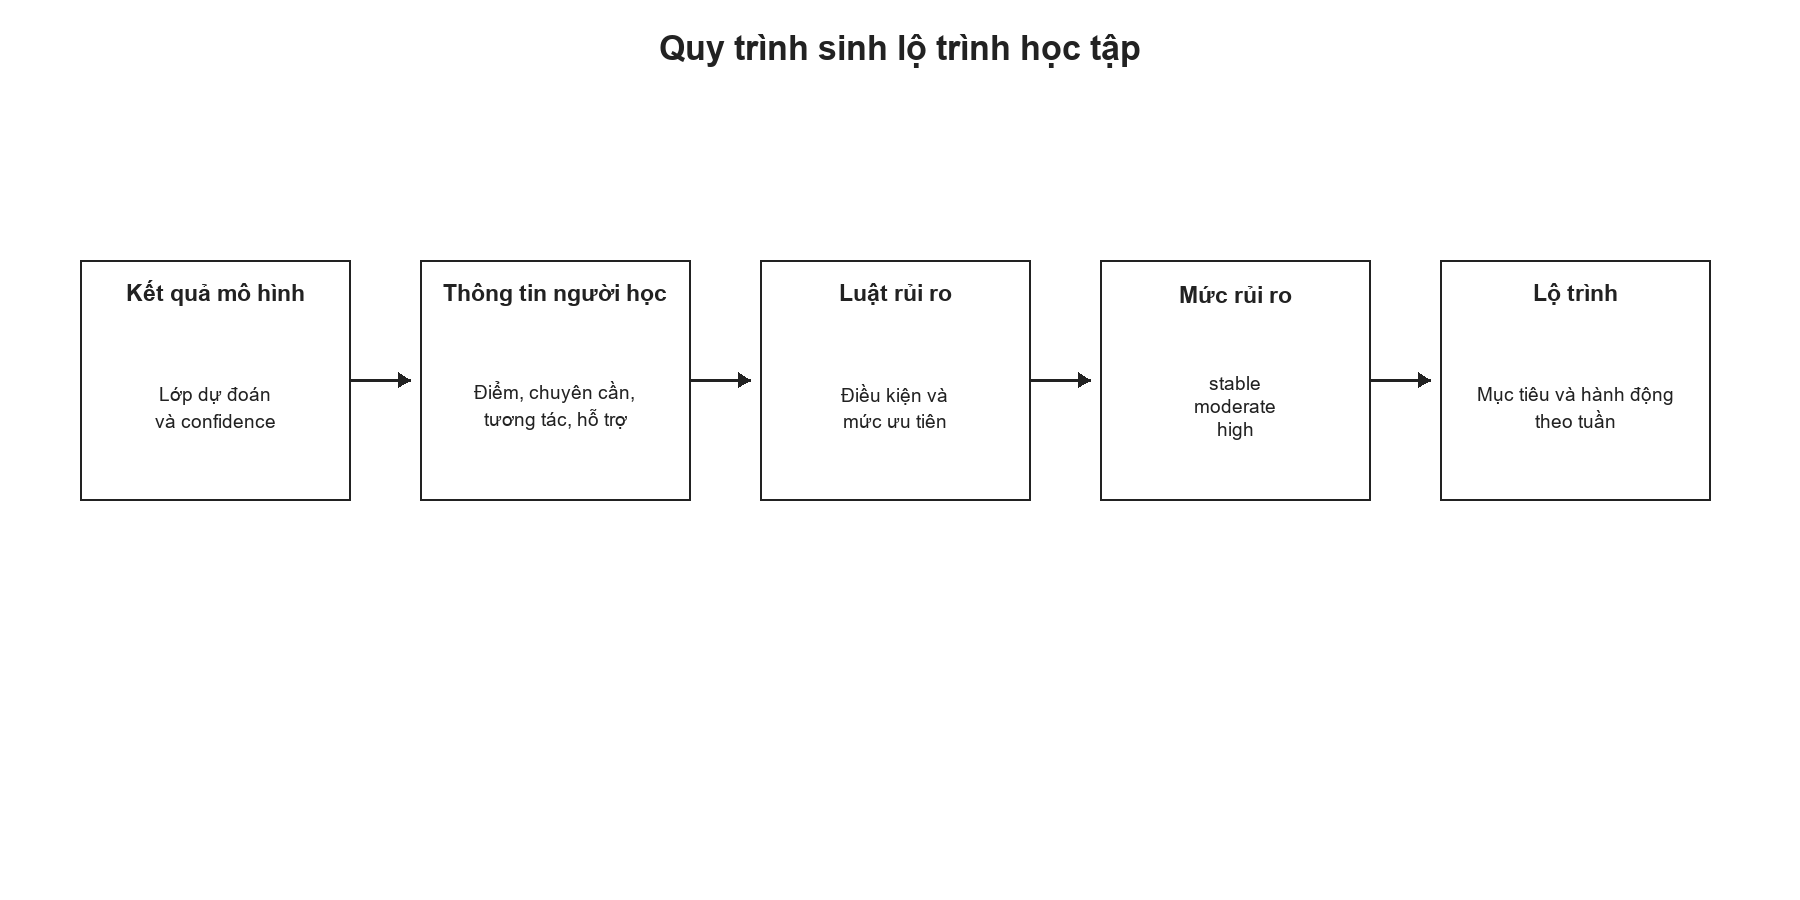 Quy trình sinh lộ trình học tập
Kết quả mô hình
Lớp dự đoán
và confidence
Thông tin người học
Điểm, chuyên cần,
tương tác, hỗ trợ
Luật rủi ro
Điều kiện và
mức ưu tiên
Mức rủi ro
stable
moderate
high
Lộ trình
Mục tiêu và hành động
theo tuần